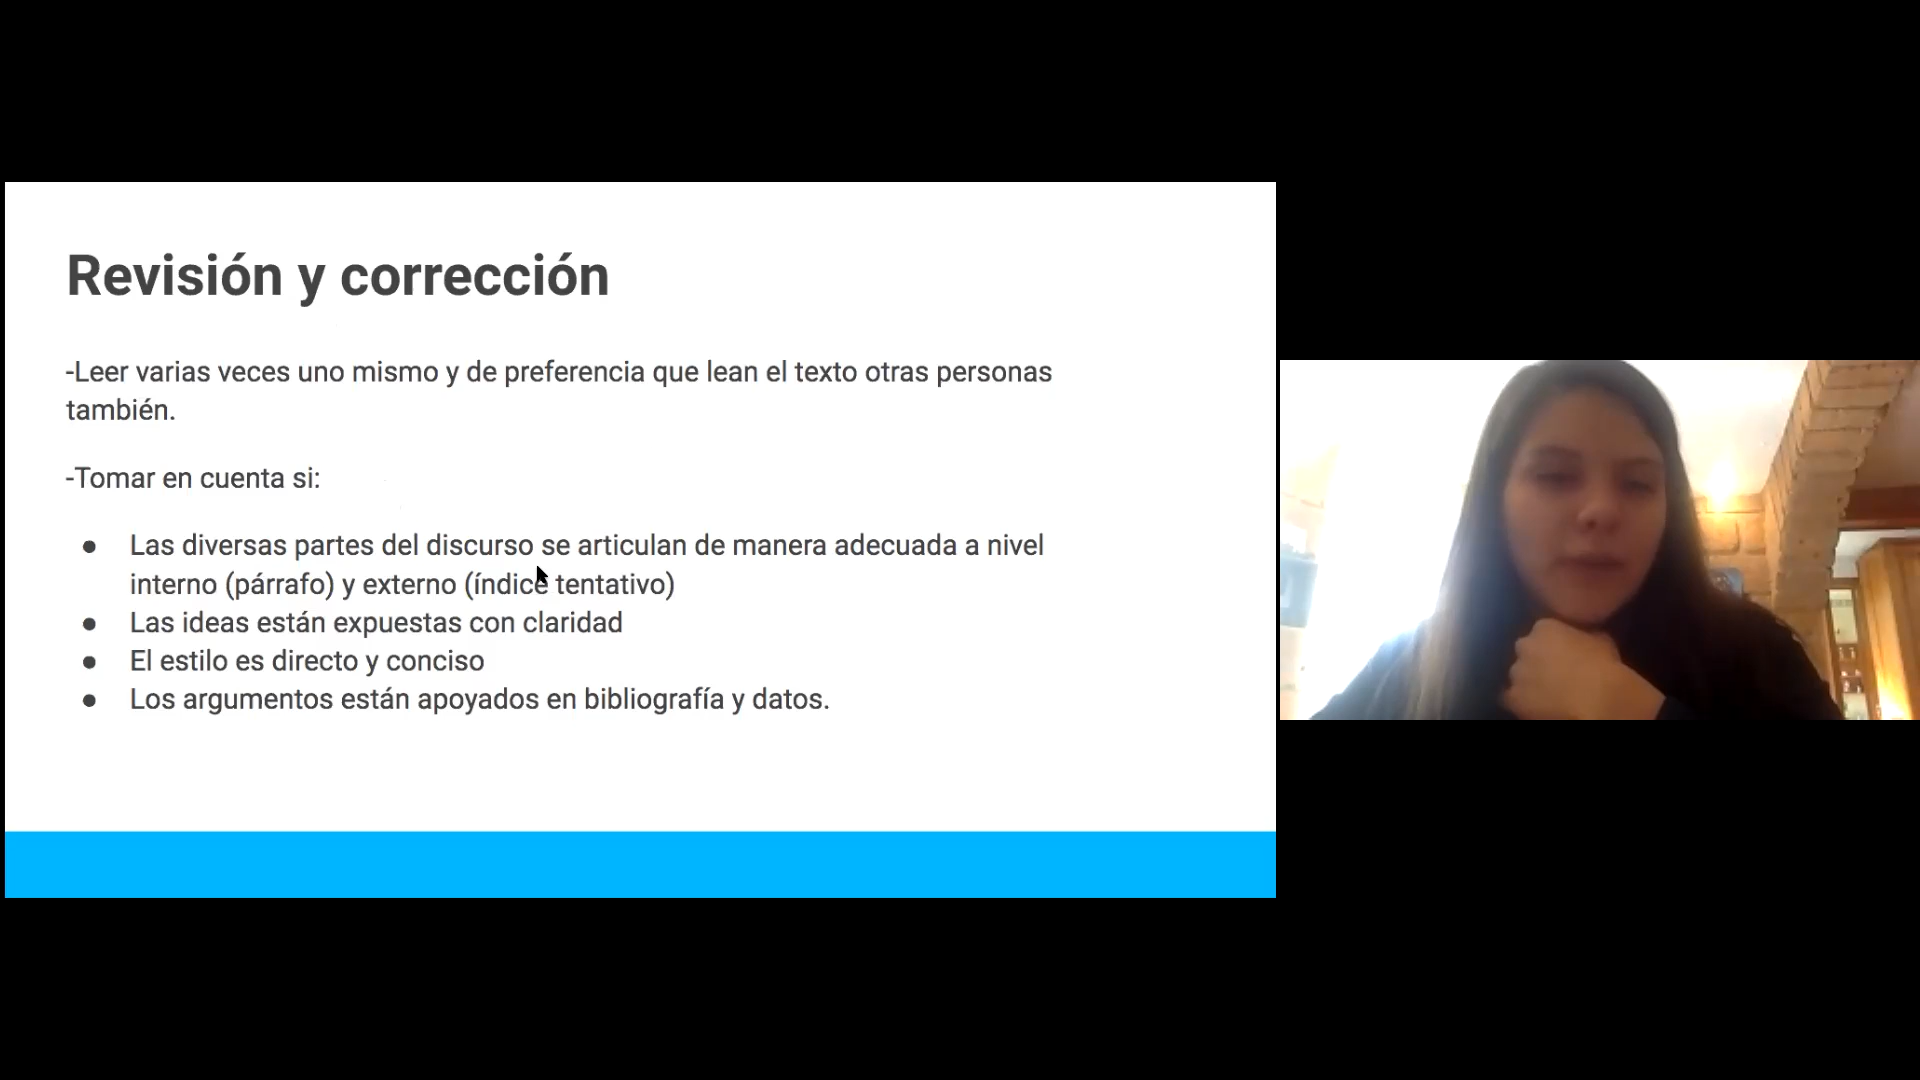 Revisión y corrección
-Leer varias veces uno mismo y de preferencia que lean el texto otras personas
también.
-Tomar en cuenta si:
● Las diversas partes del discurso se articulan de manera adecuada a nivel
interno (párrafo) y externo (índice tentativo)
● Las ideas están expuestas con claridad
● El estilo es directo y conciso
● Los argumentos están apoyados en bibliografía y datos.